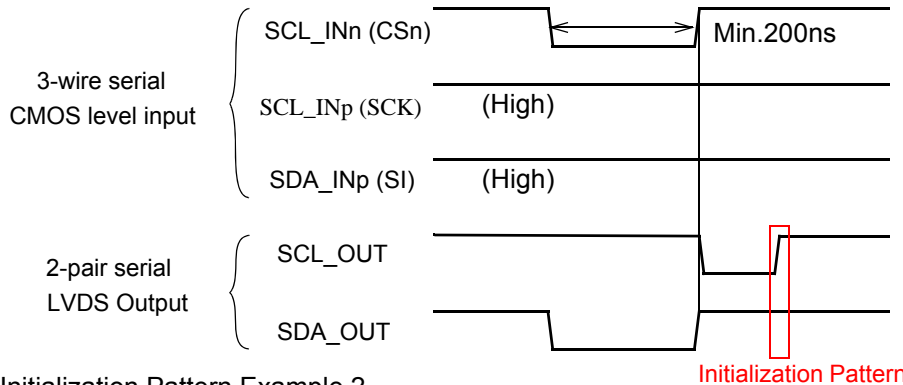 SCL_INn (CSn)
Min.200ns
3-wire serial
CMOS level input
SCL_INp (SCK)
(High)
SDA_INp (SI)
(High)
2-pair serial
LVDS Output
SCL_OUT
SDA_OUT
Initialization Pattern
Initialization Pattern Example 2